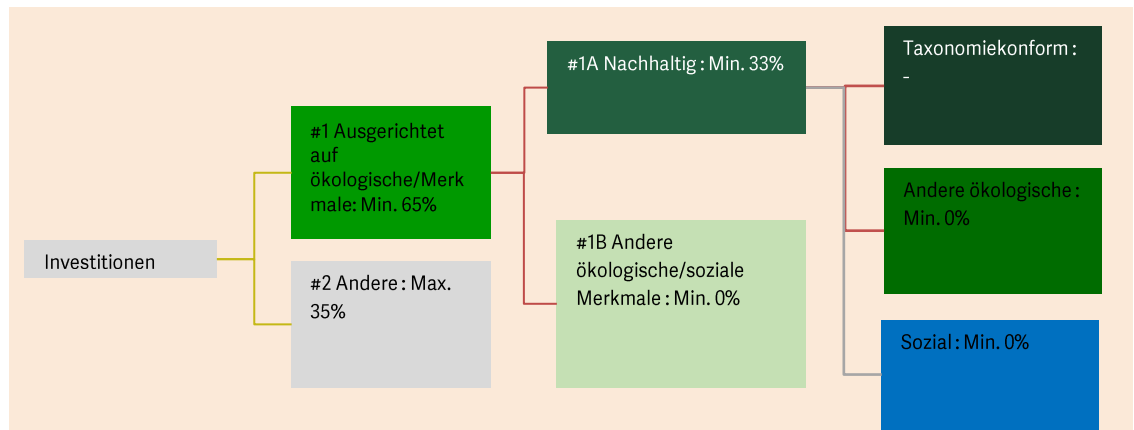 Investitionen
#1 Ausgerichtet
auf
ökologische/Merk
male: Min. 65%
#2 Andere : Max.
35%
#1A Nachhaltig : Min. 33%
#1B Andere
ökologische/soziale
Merkmale : Min. 0%
Taxonomiekonform :
-
Andere ökologische :
Min. 0%
Sozial : Min. 0%